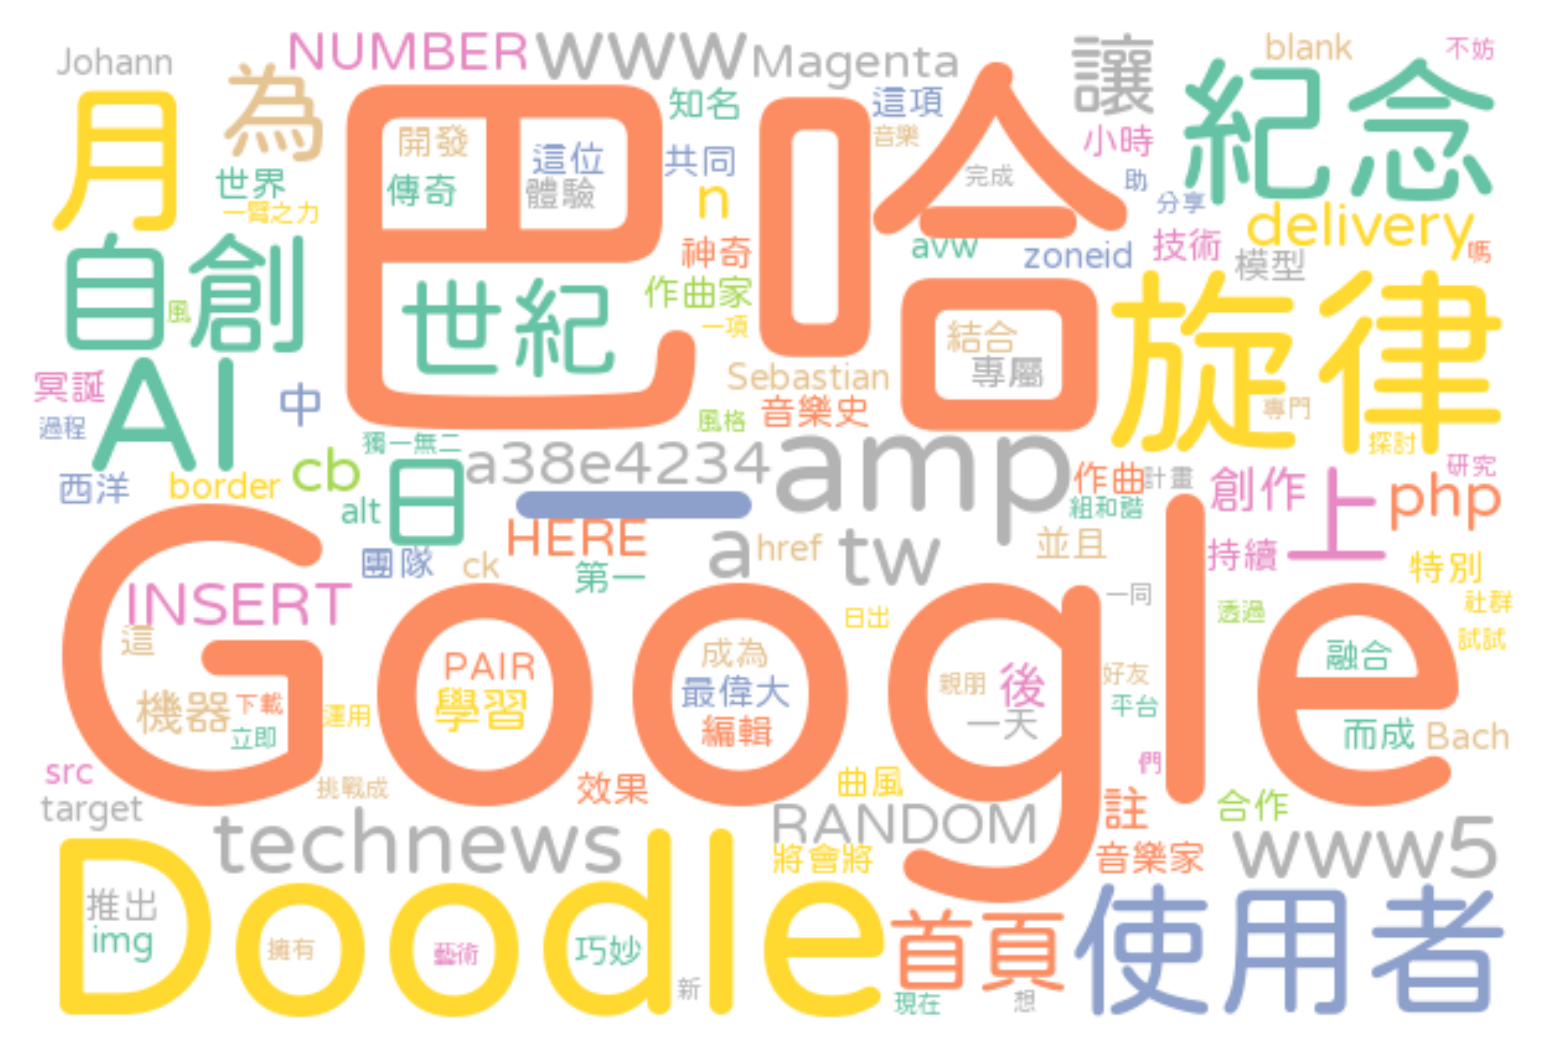 Johann
NUMBER
www
Magenta
讓
blank
不妨
月
為
巴哈
知名
這項
音樂
小時
紀念
開發
這位
共同
完成
助
世界
傳奇
體驗
n
分享
一臂之力
delivery
神奇
avw
zoneid
技術
模型
嗎
自創
風
世紀
作曲家
一項
旋律
結合
專屬
冥誕
AI
中
Sebastian
音樂史
風格
專門
過程
獨一無二
探討
西洋
border
cb
日
a38e4234
amp
作曲
計畫
創作
上
研究
php
alt
一
HERE
組和諧
團隊
ck
第一
a
href
tw
並且
持續
特別
Google
INSERT
這
一同
透過
社群
日出
試試
PAIR
學習
成為
最偉大
編輯
親朋
後
一天
好友
平台
融合
機器
下載
立即
運用
而成
Bach
src
挑戰成
效果
曲風
們
target
technews
RANDOM
註
合作
將會將
音樂家
www5
Doodle
推出
img
擁有
藝術
巧妙
新
首頁
現在
想
使用者